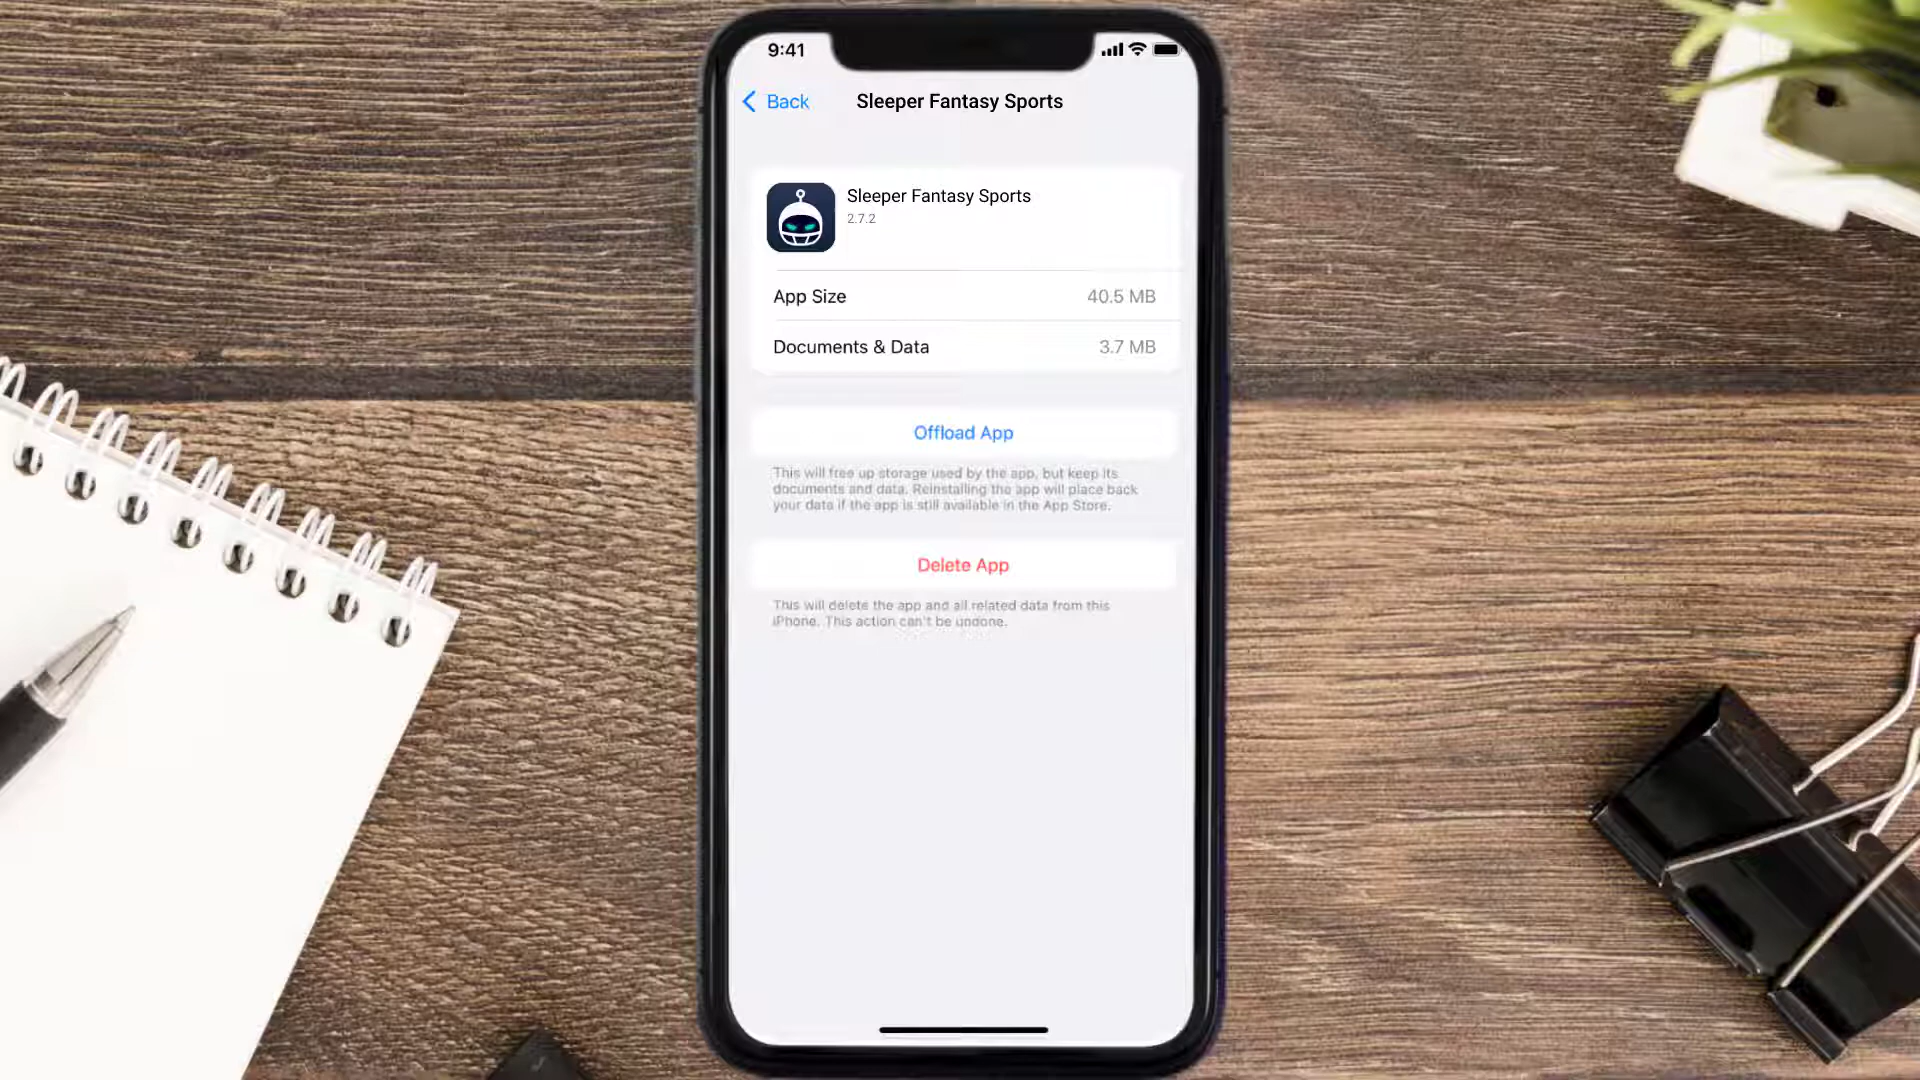 9:41
Back
Sleeper Fantasy Sports
Sleeper Fantasy Sports
2.7.2
App Size
40.5 MB
Documents & Data
3.7 MB
Offload App
This will free up storage used by the app, but keep its
documents and data. Reinstalling the app will place back
your data if the app is still available in the App Store.
Delete App
This will delete the app and all related data from this
iPhone. This action can't be undone.